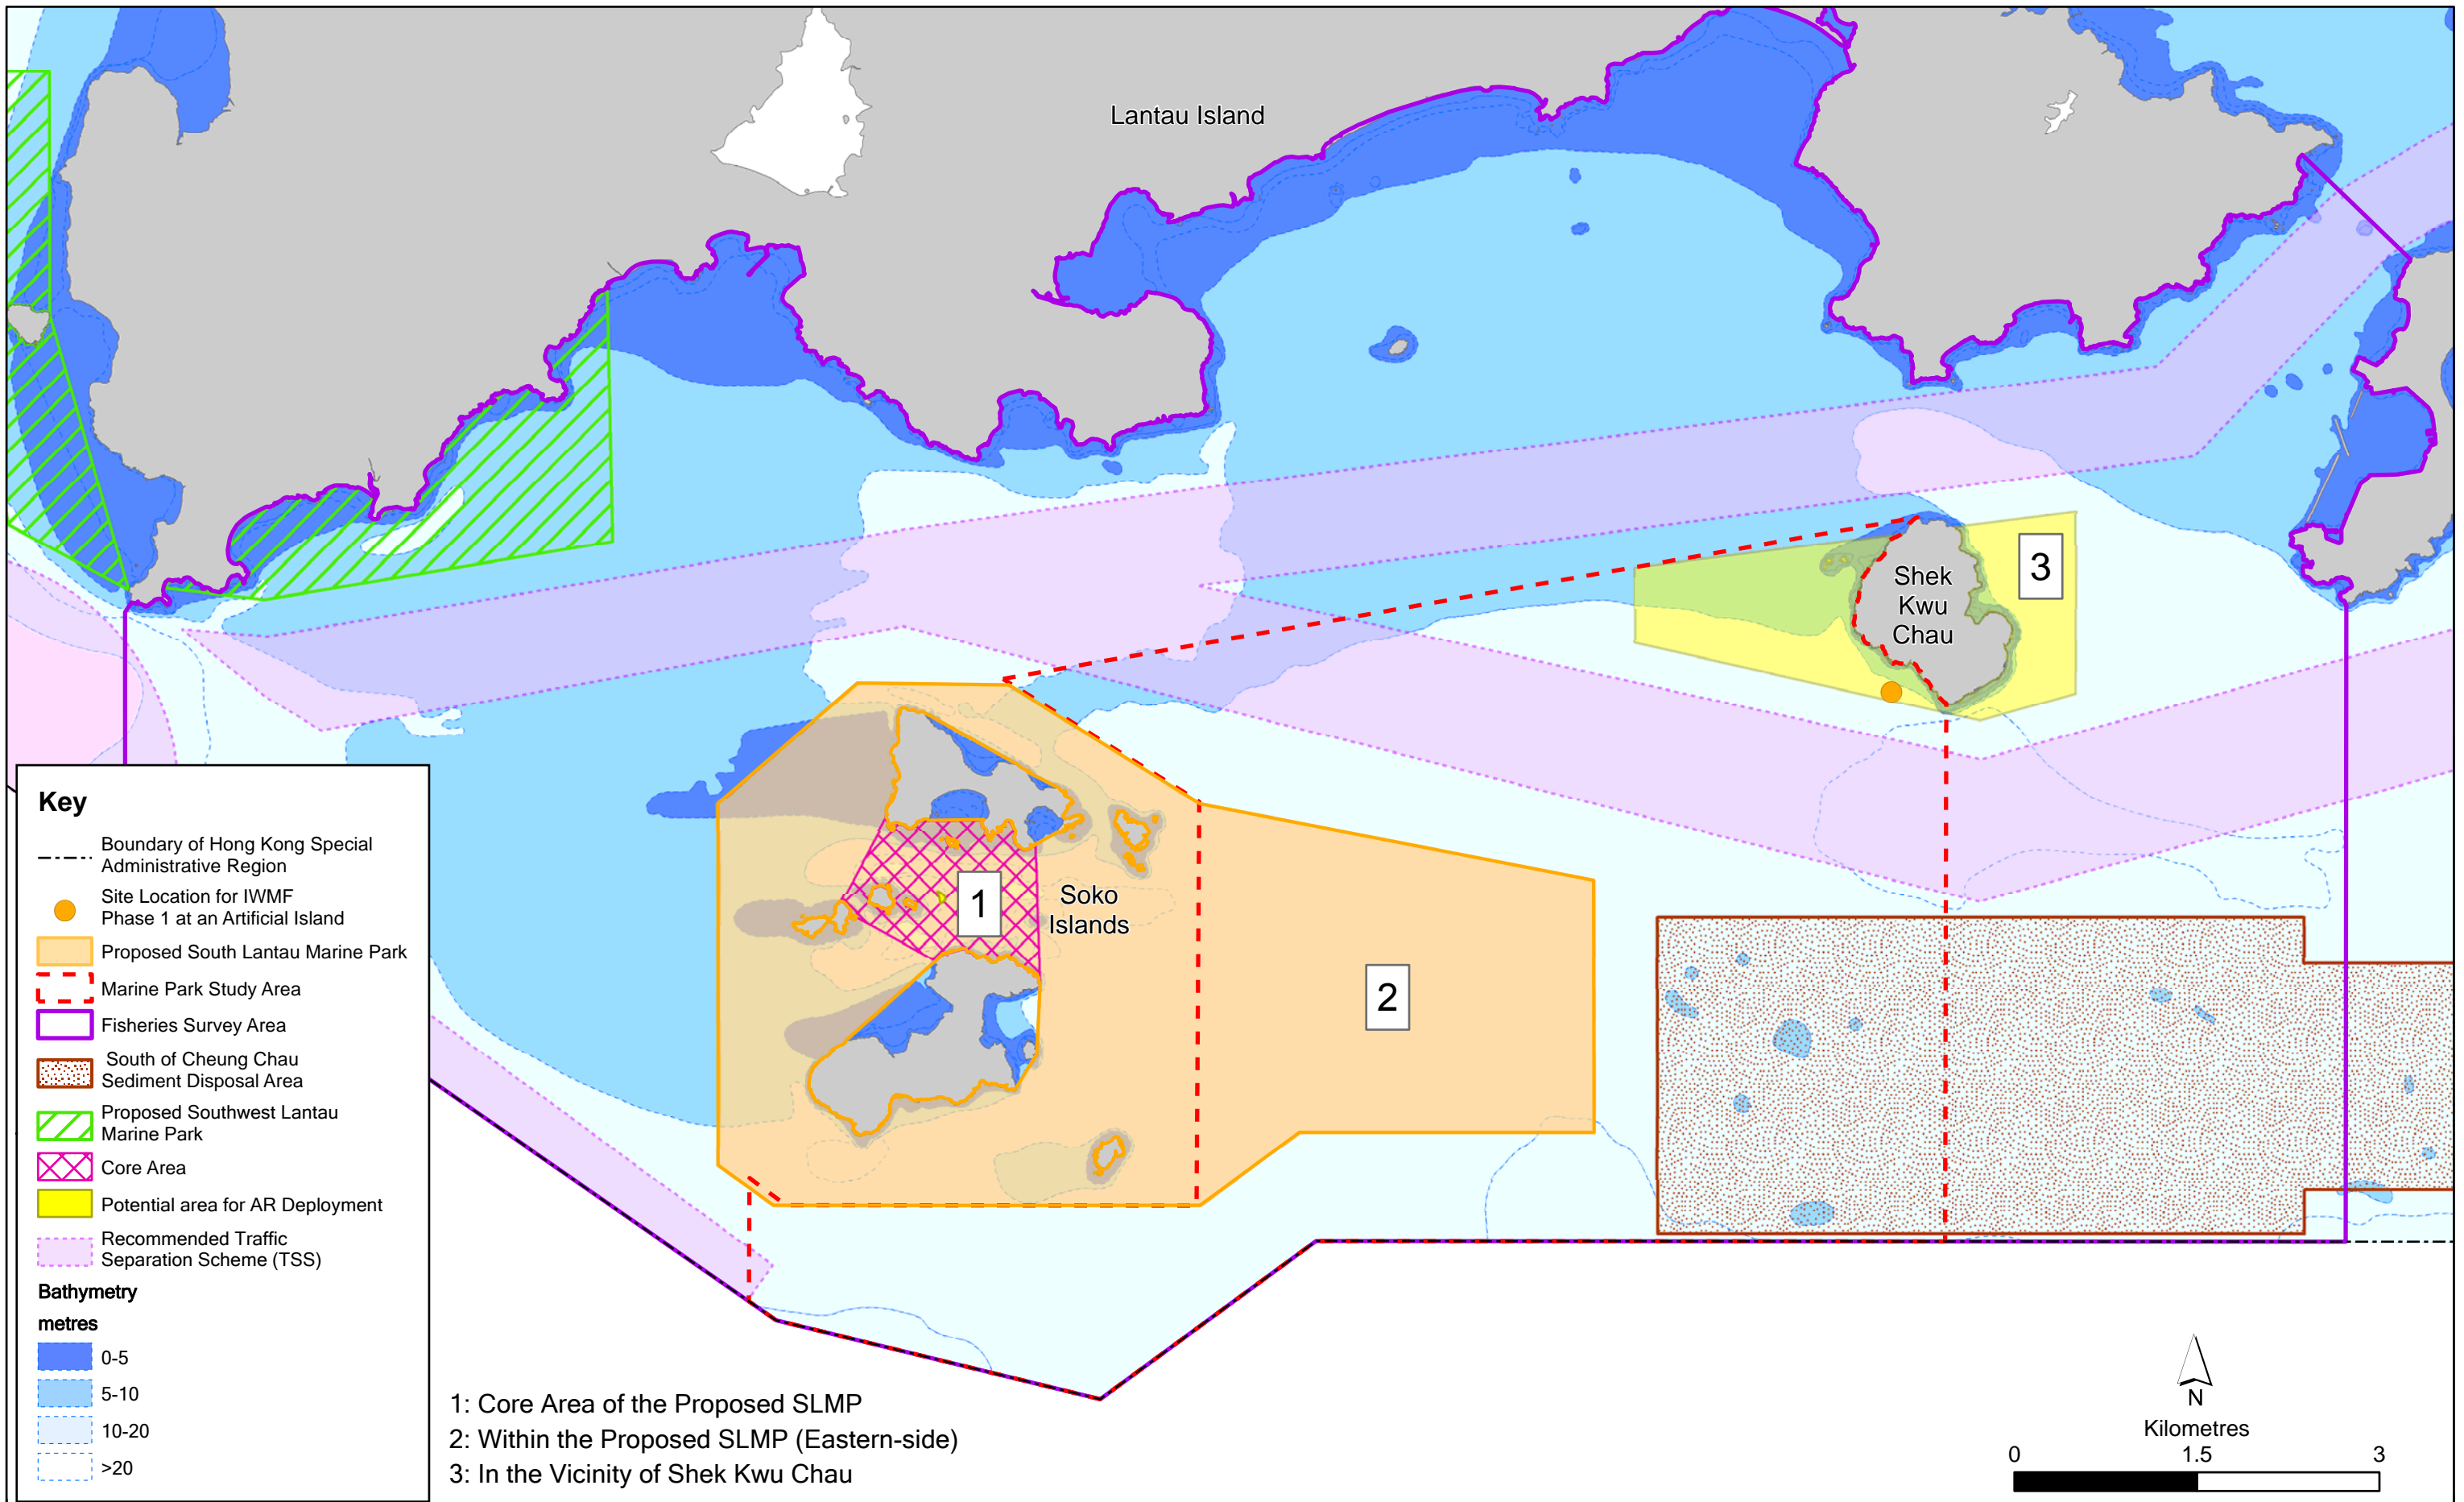 Lantau Island
3
Shek
Kwu
Chau
1
Soko
Islands
2
Key
Boundary of Hong Kong Special
Administrative Region
Site Location for IWMF
Phase 1 at an Artificial Island
Proposed South Lantau Marine Park
Marine Park Study Area
Fisheries Survey Area
South of Cheung Chau
Sediment Disposal Area
Proposed Southwest Lantau
Marine Park
Core Area
Potential area for AR Deployment
Recommended Traffic
Separation Scheme (TSS)
Bathymetry
metres
0-5
5-10
10-20
>20
1: Core Area of the Proposed SLMP
2: Within the Proposed SLMP (Eastern-side)
3: In the Vicinity of Shek Kwu Chau
N
Kilometres
0 1.5 3